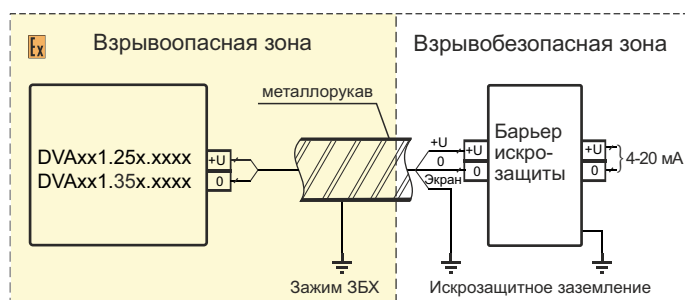 Ex
Взрывоопасная зона
Взрывобезопасная зона
металлорукав
DVAxx1.25x.xxxx
DVAxx1.35x.xxxx
+U
0
+U
0
Экран
+U
0
Барьер
искро-
защиты
+U
0
4-20 мА
Зажим ЗБХ
Искрозащитное заземление